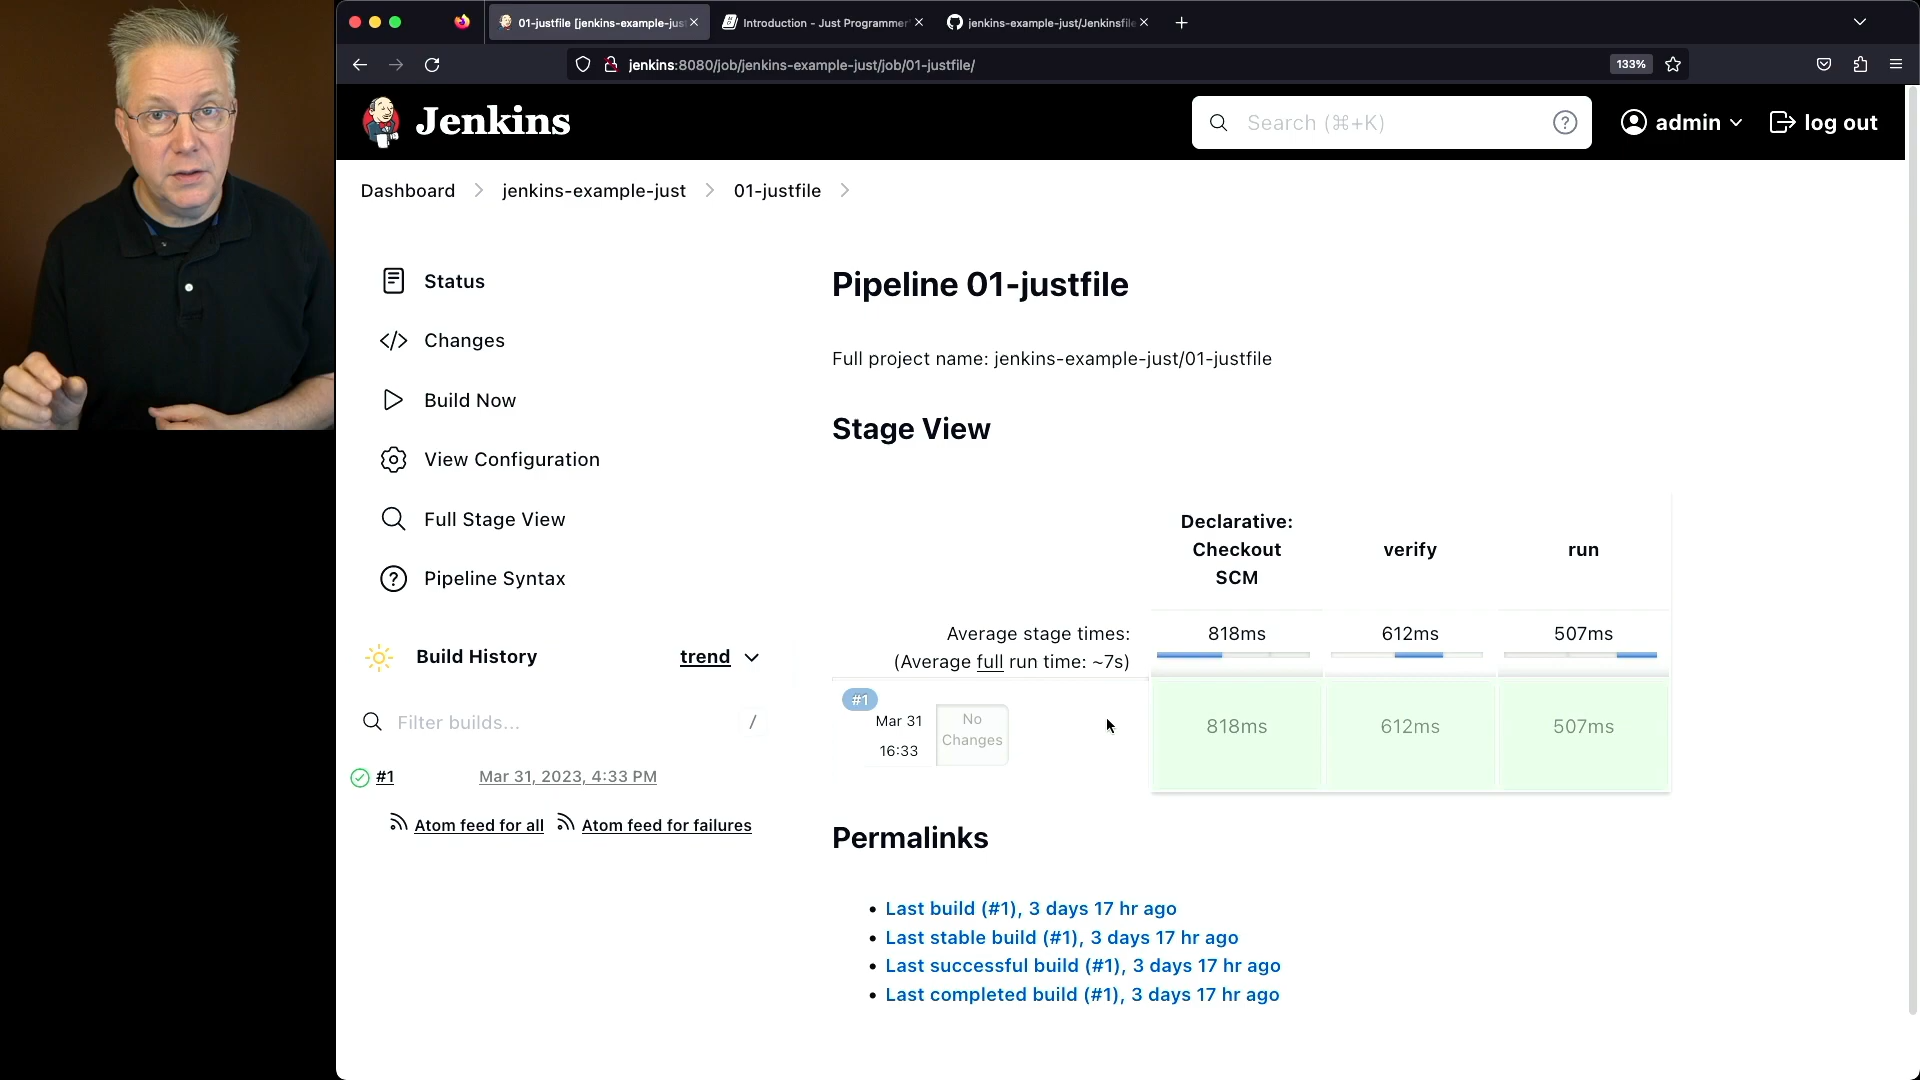 01-justfile [jenkins-example-jus
Introduction - Just Programmer'
jenkins-example-just/Jenkinsfile
jenkins:8080/job/jenkins-example-just/job/01-justfile/
133%
Jenkins
Search (⌘+K)
admin
log out
Dashboard
jenkins-example-just
01-justfile
Status
Changes
Build Now
View Configuration
Full Stage View
Pipeline Syntax
Build History
trend
Filter builds...
/
#1
Mar 31, 2023, 4:33 PM
Atom feed for all
Atom feed for failures
Pipeline 01-justfile
Full project name: jenkins-example-just/01-justfile
Stage View
Declarative:
Checkout
SCM
verify
run
Average stage times:
(Average full run time: ~7s)
818ms
612ms
507ms
#1
Mar 31
16:33
No
Changes
818ms
612ms
507ms
Permalinks
• Last build (#1), 3 days 17 hr ago
• Last stable build (#1), 3 days 17 hr ago
• Last successful build (#1), 3 days 17 hr ago
• Last completed build (#1), 3 days 17 hr ago